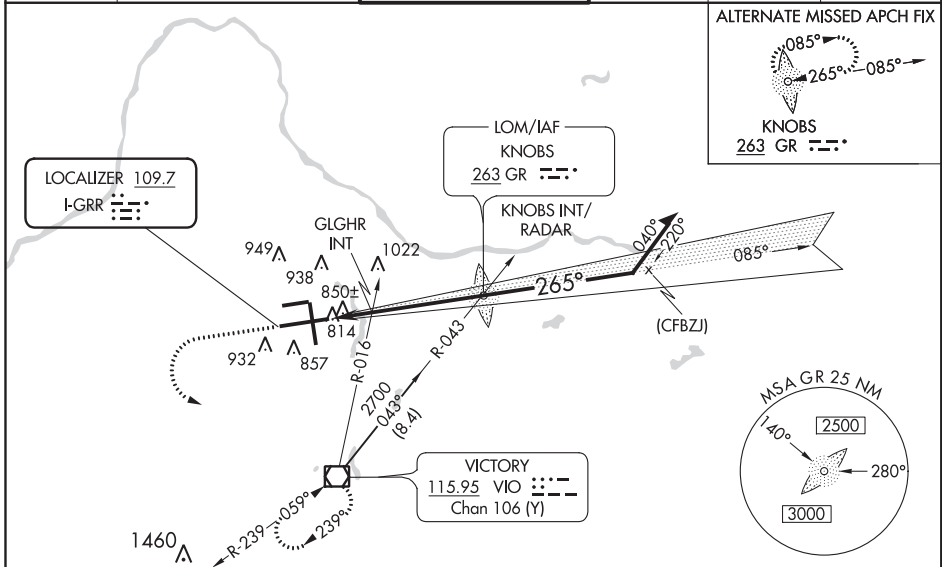 ALTERNATE MISSED APCH FIX
085°
265°
085°
KNOBS
263 GR
LOM/IAF
KNOBS
263 GR
LOCALIZER 109.7
I-GRR
KNOBS INT/
RADAR
GLGHR
INT
949
938
1022
850±
814
932
857
040°
220°
085°
265°
(CFBZJ)
R-016
R-043
2700
043°
(8.4)
MSA GR 25 NM
140°
2500
280°
3000
VICTORY
115.95 VIO
Chan 106 (Y)
R-239
059°
239°
1460